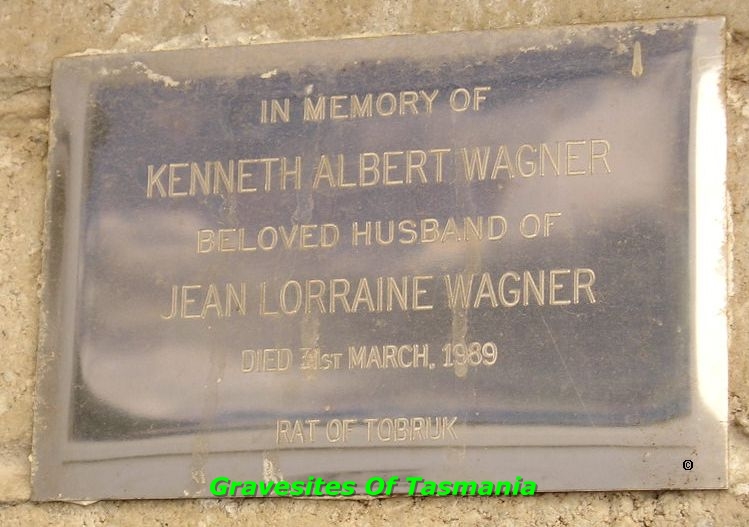 IN MEMORY OF
KENNETH ALBERT WAGNER
BELOVED HUSBAND OF
JEAN LORRAINE WAGNER
DIED 31ST MARCH, 1989
RAT OF TOBRUK
©
Gravesites Of Tasmania